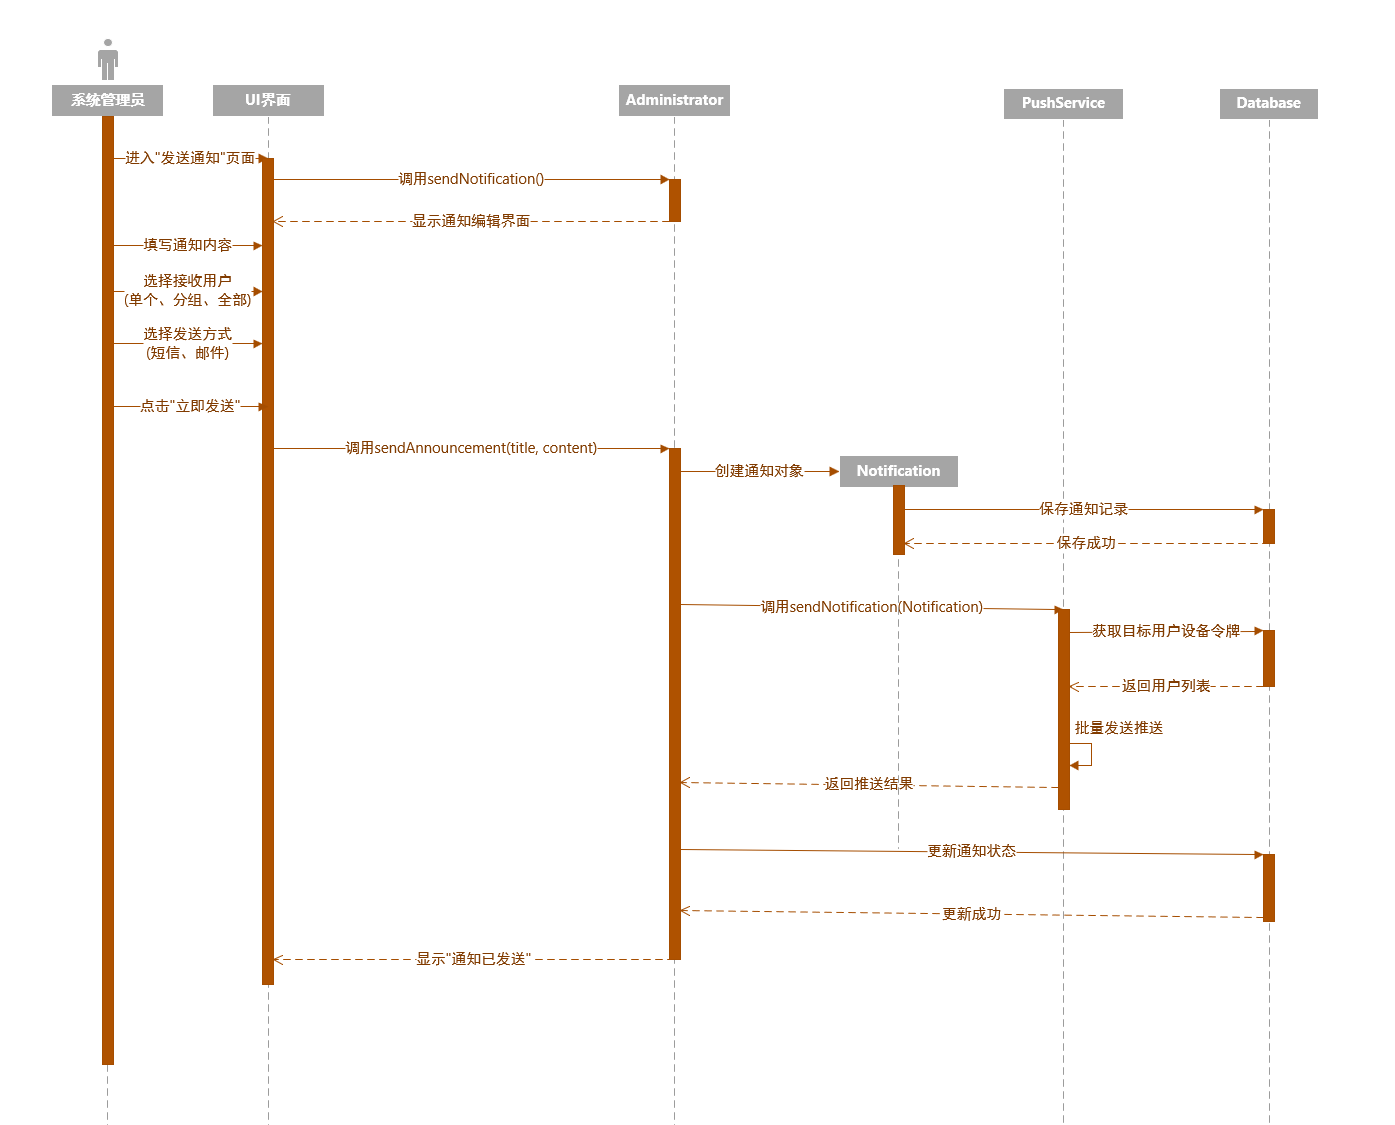 系统管理员
UI界面
Administrator
PushService
Database
进入"发送通知"页面
调用sendNotification()
显示通知编辑界面
填写通知内容
选择接收用户
(单个、分组、全部)
选择发送方式
(短信、邮件)
点击"立即发送"
调用sendAnnouncement(title, content)
创建通知对象
Notification
保存通知记录
保存成功
调用sendNotification(Notification)
获取目标用户设备令牌
返回用户列表
批量发送推送
返回推送结果
更新通知状态
更新成功
显示"通知已发送"